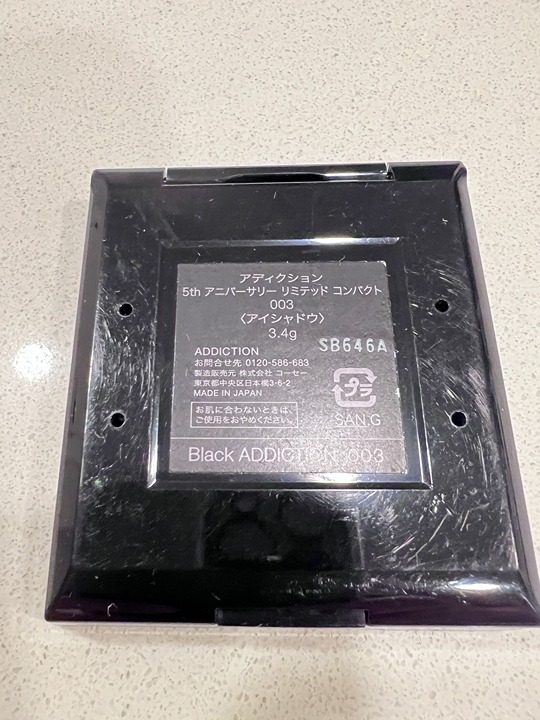 アディクション
5th アニバーサリー リミテッド コンパクト
003
〈アイシャドウ〉
3.4g
SB646A
ADDICTION
お問合せ先 0120-586-683
製造販売元 株式会社 コーセー
東京都中央区日本橋3-6-2
MADE IN JAPAN
プラ
お肌に合わないときは、
ご使用をおやめください。
SAN.G
Black ADDICTION 003